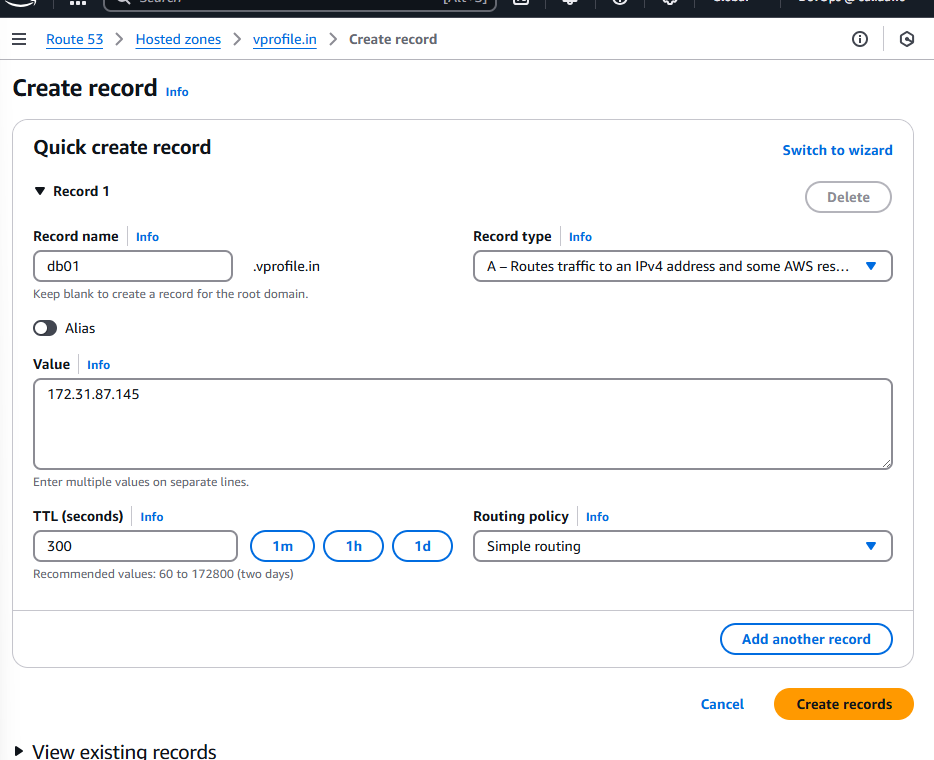 Search [Alt+S] Global
Route 53 > Hosted zones > vprofile.in > Create record
Create record Info
Quick create record
Switch to wizard
Record 1
Delete
Record name Info
Record type Info
db01 .vprofile.in
A – Routes traffic to an IPv4 address and some AWS res...
Keep blank to create a record for the root domain.
Alias
Value Info
172.31.87.145
Enter multiple values on separate lines.
TTL (seconds) Info
Routing policy Info
300 1m 1h 1d
Simple routing
Recommended values: 60 to 172800 (two days)
Add another record
Cancel Create records
View existing records